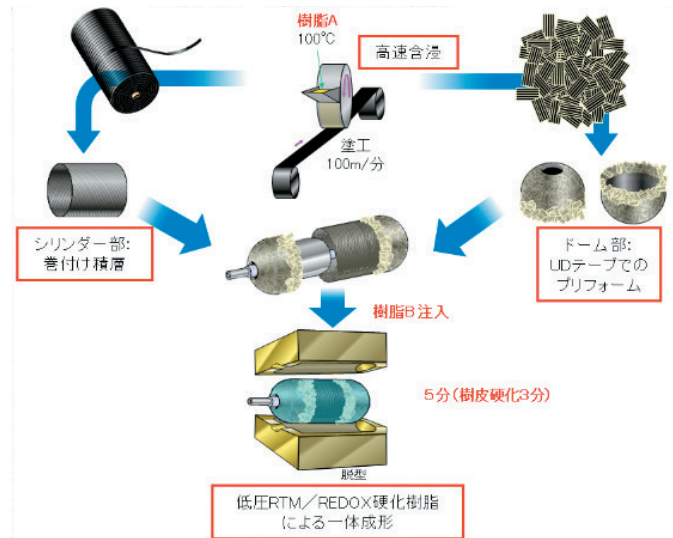 樹脂A
100℃
高速含浸
塗工
100m/分
シリンダー部:
巻付け積層
ドーム部:
UDテープでの
プリフォーム
樹脂B注入
5分(樹皮硬化3分)
脱型
低圧RTM/REDOX硬化樹脂
による一体成形